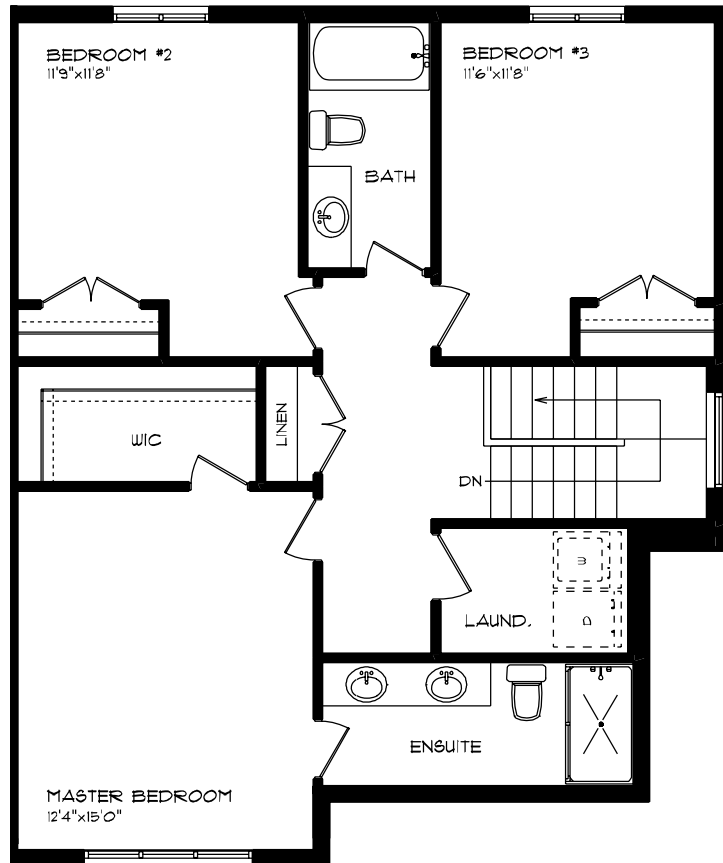 BEDROOM #2
11'9"x11'8"
BEDROOM #3
11'6"x11'8"
BATH
WIC
LINEN
DN
W
D
LAUND.
ENSUITE
MASTER BEDROOM
12'4"x15'0"